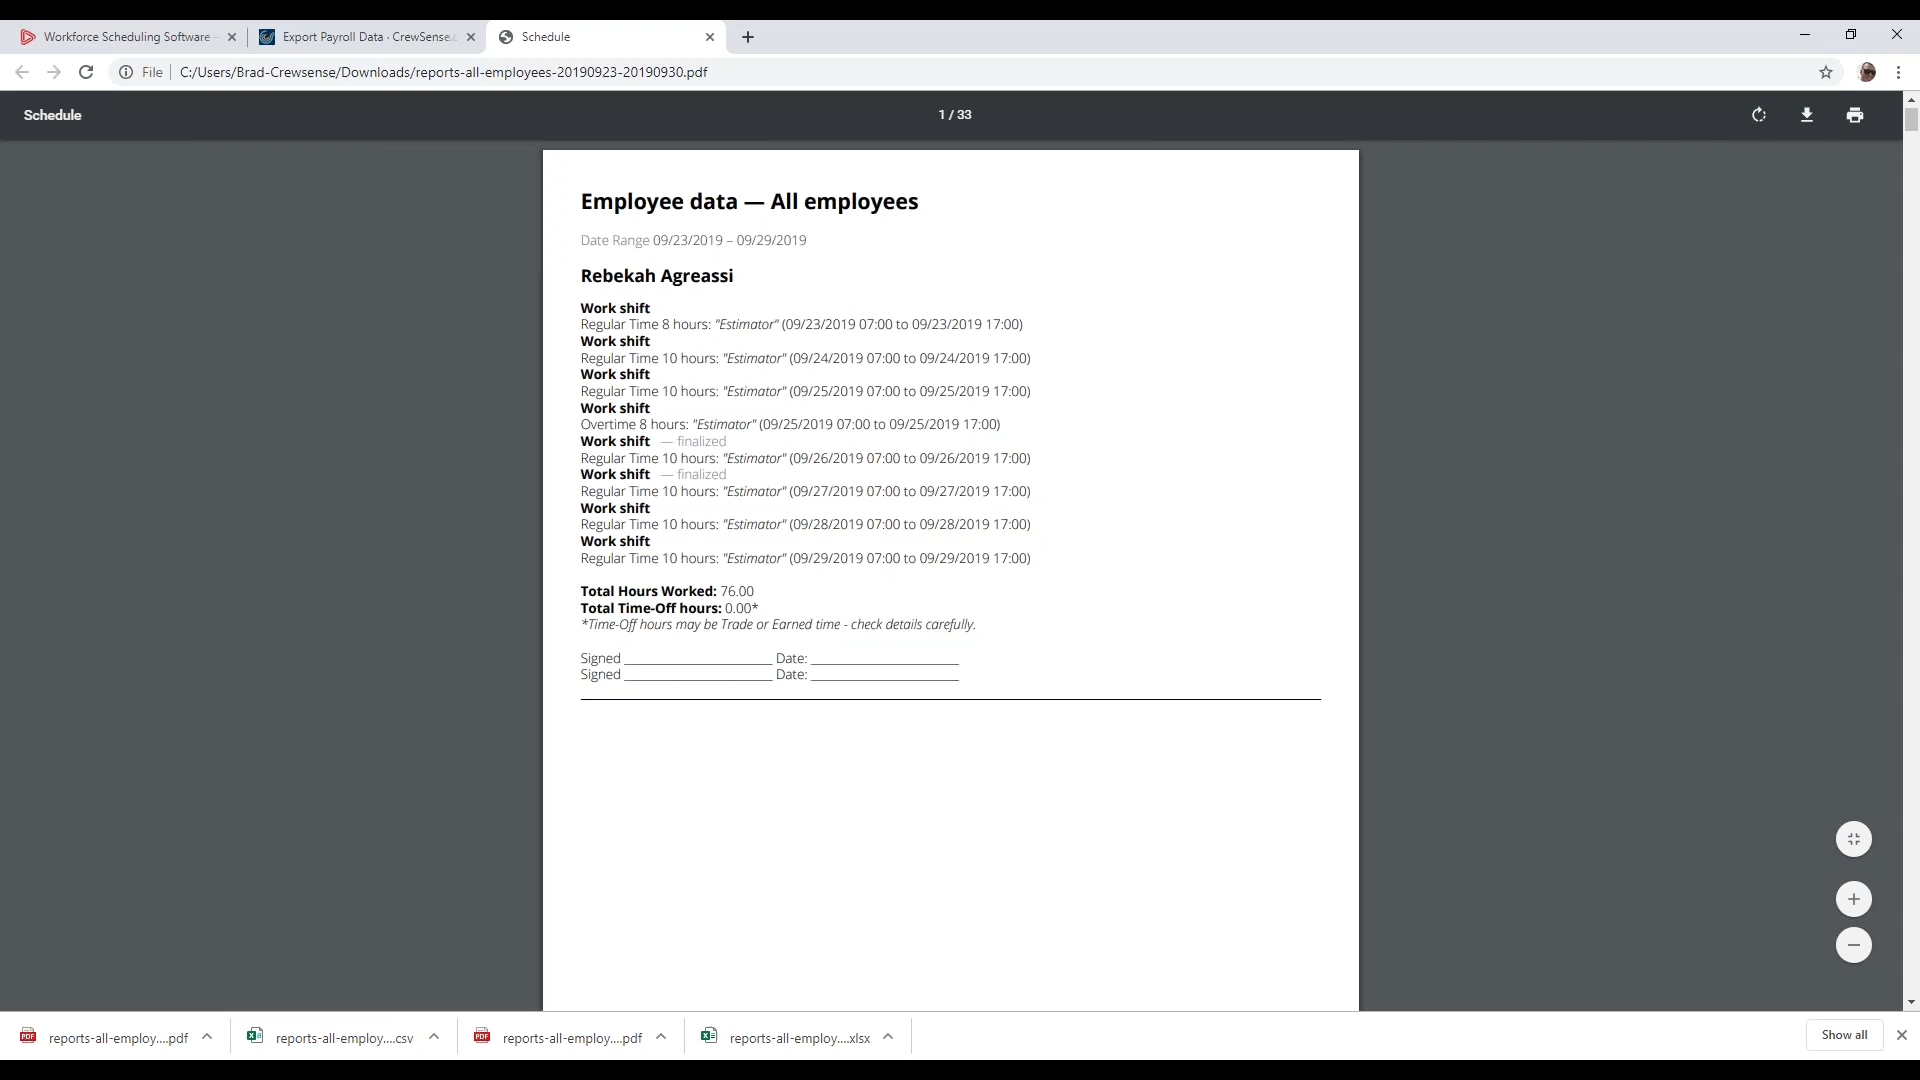 Workforce Scheduling Software
Export Payroll Data · CrewSense
Schedule
File
C:/Users/Brad-Crewsense/Downloads/reports-all-employees-20190923-20190930.pdf
Schedule
1 / 33
Employee data — All employees
Date Range 09/23/2019 – 09/29/2019
Rebekah Agreassi
Work shift
Regular Time 8 hours: "Estimator" (09/23/2019 07:00 to 09/23/2019 17:00)
Work shift
Regular Time 10 hours: "Estimator" (09/24/2019 07:00 to 09/24/2019 17:00)
Work shift
Regular Time 10 hours: "Estimator" (09/25/2019 07:00 to 09/25/2019 17:00)
Work shift
Overtime 8 hours: "Estimator" (09/25/2019 07:00 to 09/25/2019 17:00)
Work shift — finalized
Regular Time 10 hours: "Estimator" (09/26/2019 07:00 to 09/26/2019 17:00)
Work shift — finalized
Regular Time 10 hours: "Estimator" (09/27/2019 07:00 to 09/27/2019 17:00)
Work shift
Regular Time 10 hours: "Estimator" (09/28/2019 07:00 to 09/28/2019 17:00)
Work shift
Regular Time 10 hours: "Estimator" (09/29/2019 07:00 to 09/29/2019 17:00)
Total Hours Worked: 76.00
Total Time-Off hours: 0.00*
*Time-Off hours may be Trade or Earned time - check details carefully.
Signed ____________________ Date: ____________________
Signed ____________________ Date: ____________________
reports-all-employ....pdf
reports-all-employ....csv
reports-all-employ....pdf
reports-all-employ....xlsx
Show all